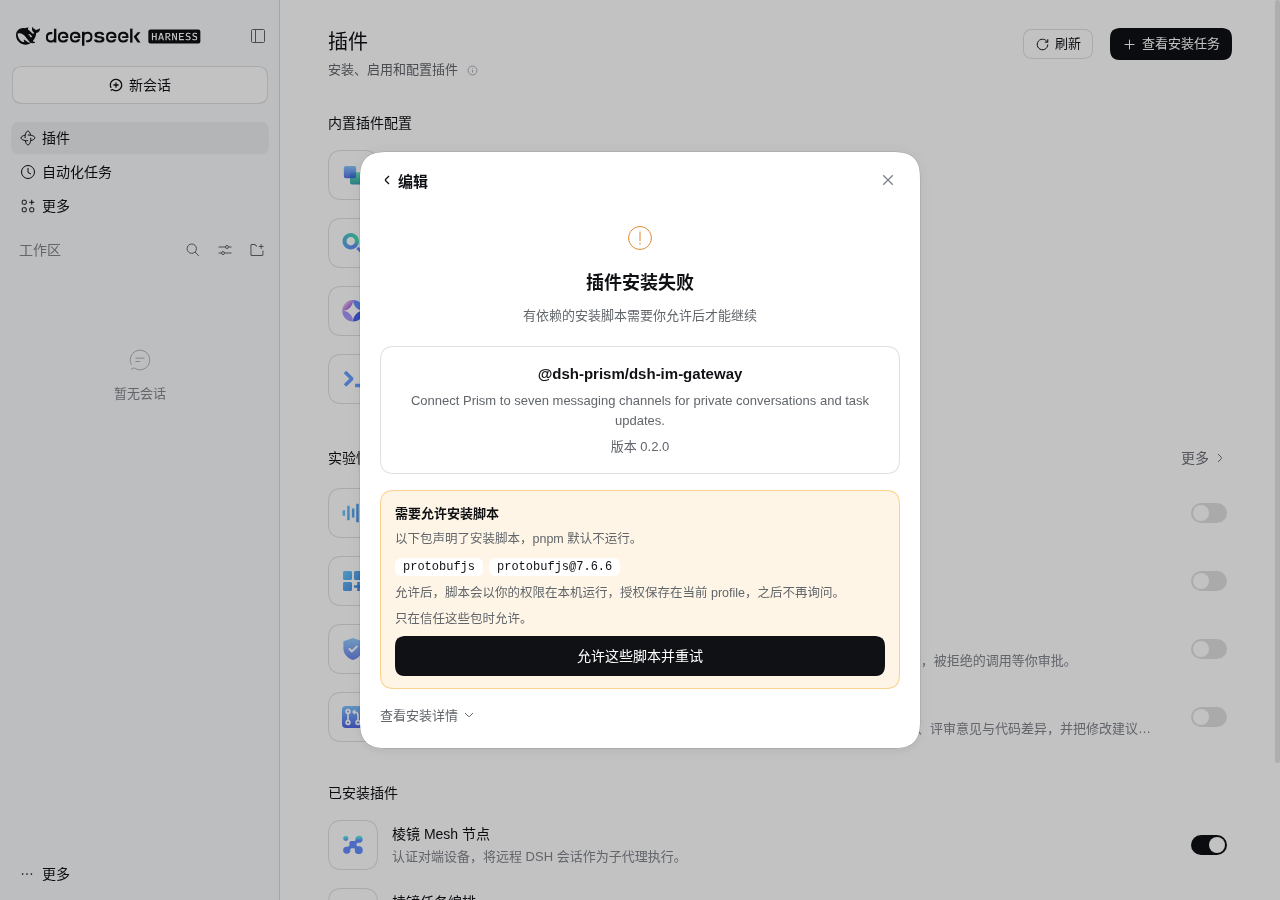 deepseek HARNESS
新会话
插件
自动化任务
更多
工作区
暂无会话
更多
插件
安装、启用和配置插件
刷新
查看安装任务
内置插件配置
更多
，被拒绝的调用等你审批。
、评审意见与代码差异，并把修改建议…
已安装插件
棱镜 Mesh 节点
认证对端设备，将远程 DSH 会话作为子代理执行。
编辑
插件安装失败
有依赖的安装脚本需要你允许后才能继续
@dsh-prism/dsh-im-gateway
Connect Prism to seven messaging channels for private conversations and task
updates.
版本 0.2.0
需要允许安装脚本
以下包声明了安装脚本，pnpm 默认不运行。
protobufjs protobufjs@7.6.6
允许后，脚本会以你的权限在本机运行，授权保存在当前 profile，之后不再询问。
只在信任这些包时允许。
允许这些脚本并重试
查看安装详情